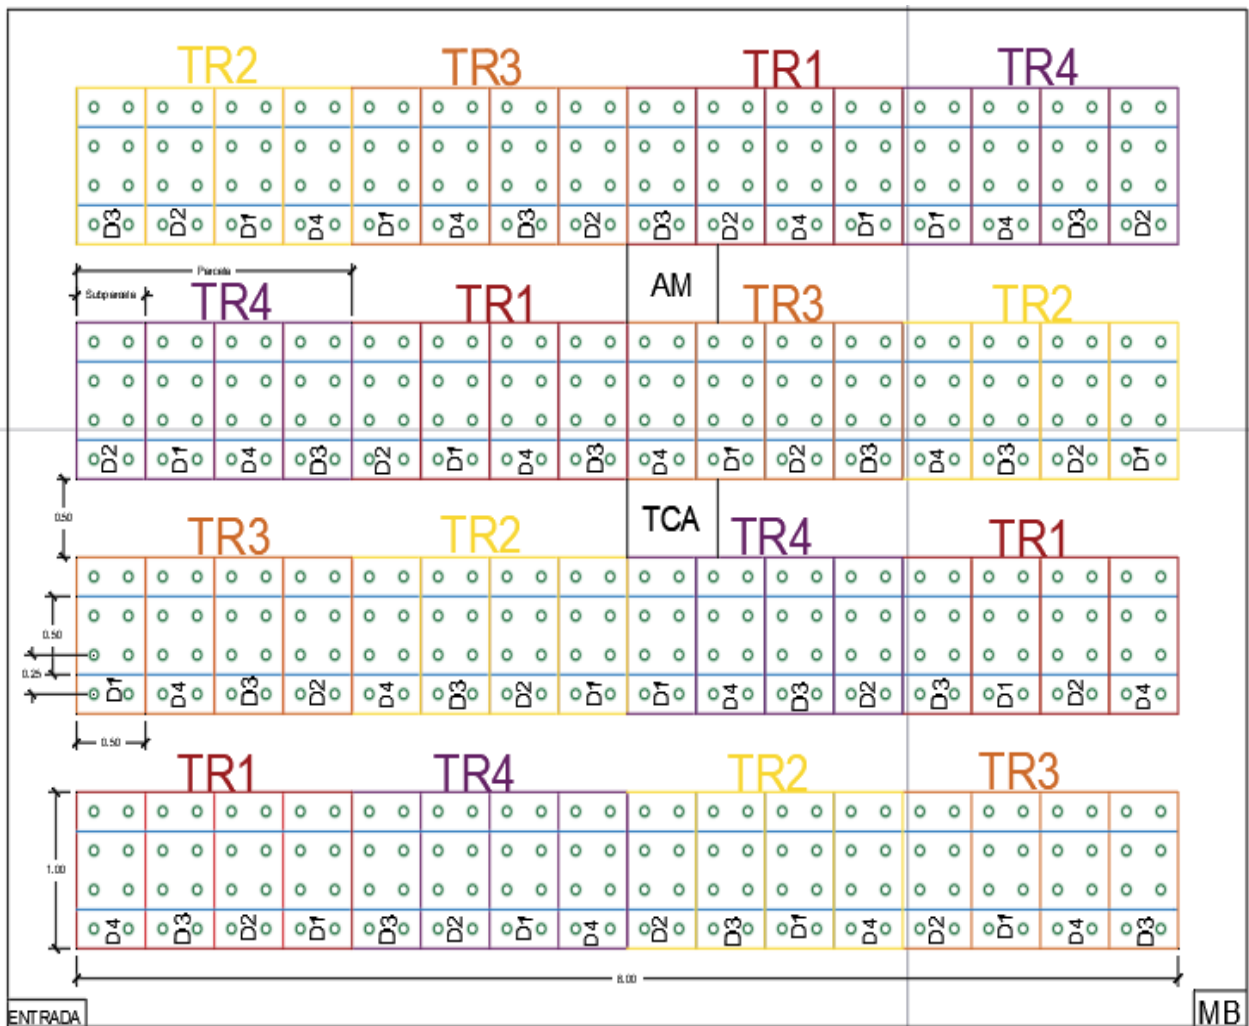 TR2 TR3 TR1 TR4
D3 D2 D1 D4 D1 D4 D3 D2 D3 D2 D4 D1 D1 D4 D3 D2
Parcela
AM
Subparcela
TR4 TR1 TR3 TR2
D2 D1 D4 D3 D2 D1 D4 D3 D4 D1 D2 D3 D4 D3 D2 D1
0.50
TCA
TR3 TR2 TR4 TR1
0.50
0.25
D1 D4 D3 D2 D4 D3 D2 D1 D1 D4 D3 D2 D3 D1 D2 D4
0.50
TR1 TR4 TR2 TR3
1.00
D4 D3 D2 D1 D3 D2 D1 D4 D2 D3 D1 D4 D2 D1 D4 D3
8.00
ENTRADA
MB